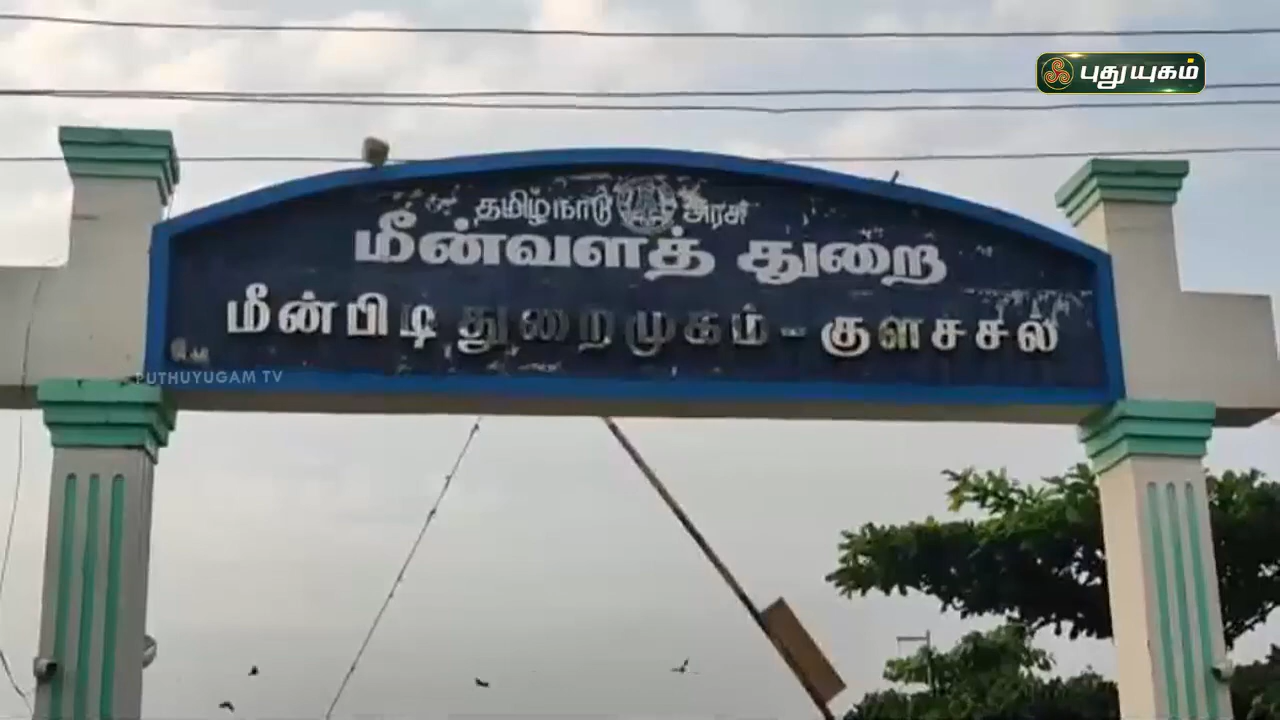 புதுயுகம்
தமிழ்நாடு அரசு
மீன்வளத் துறை
மீன்பிடி துறைமுகம் - குளச்சல்
PUTHUYUGAM TV